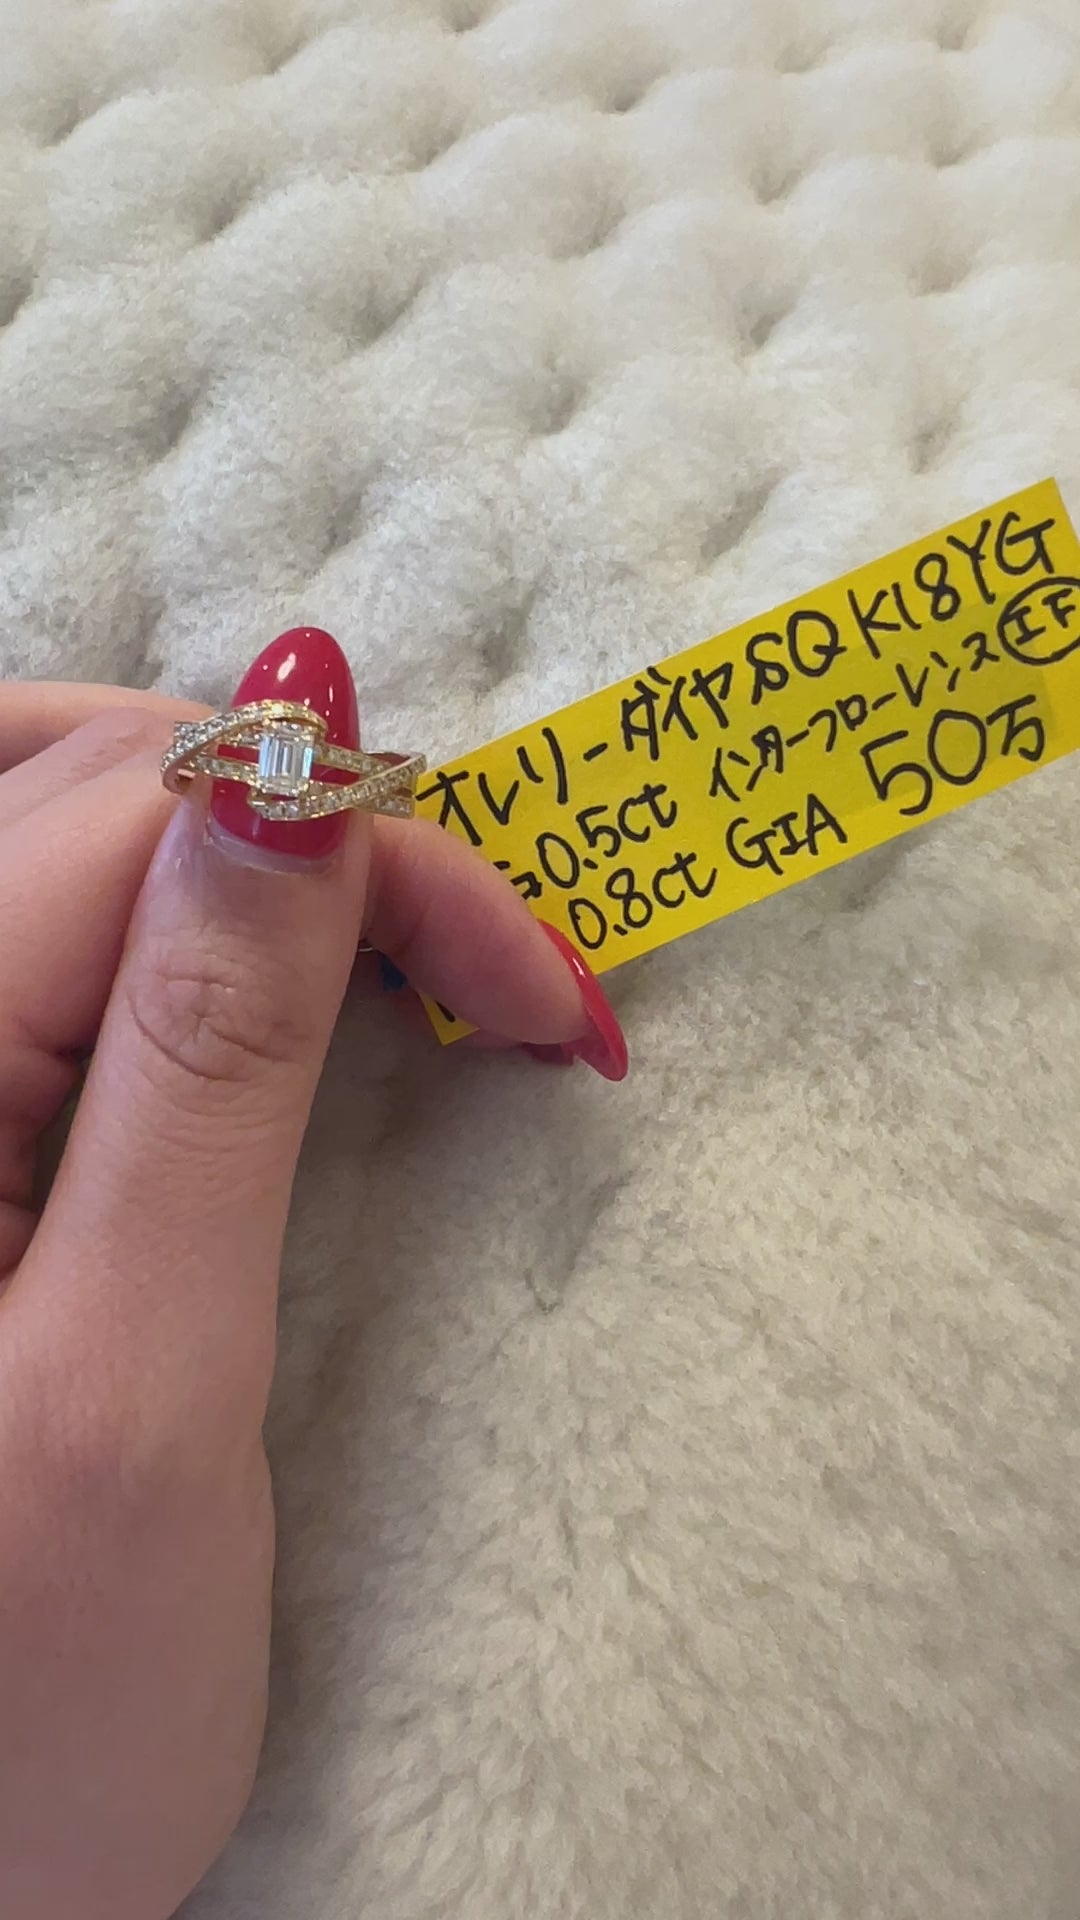 オレリーダイヤSQ K18YG
石0.5ct インターフローレンス IF
0.8ct GIA 50万